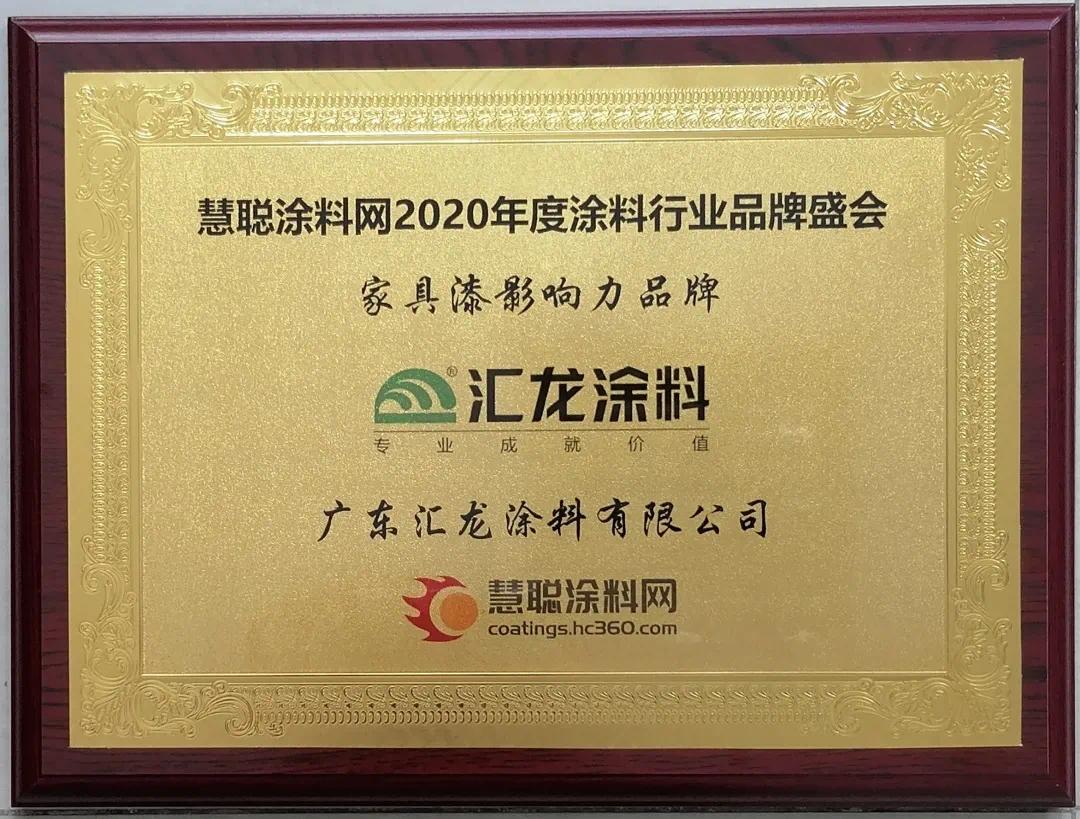 慧聪涂料网2020年度涂料行业品牌盛会
家具漆影响力品牌
® 汇龙涂料
专业成就价值
广东汇龙涂料有限公司
慧聪涂料网
coatings.hc360.com